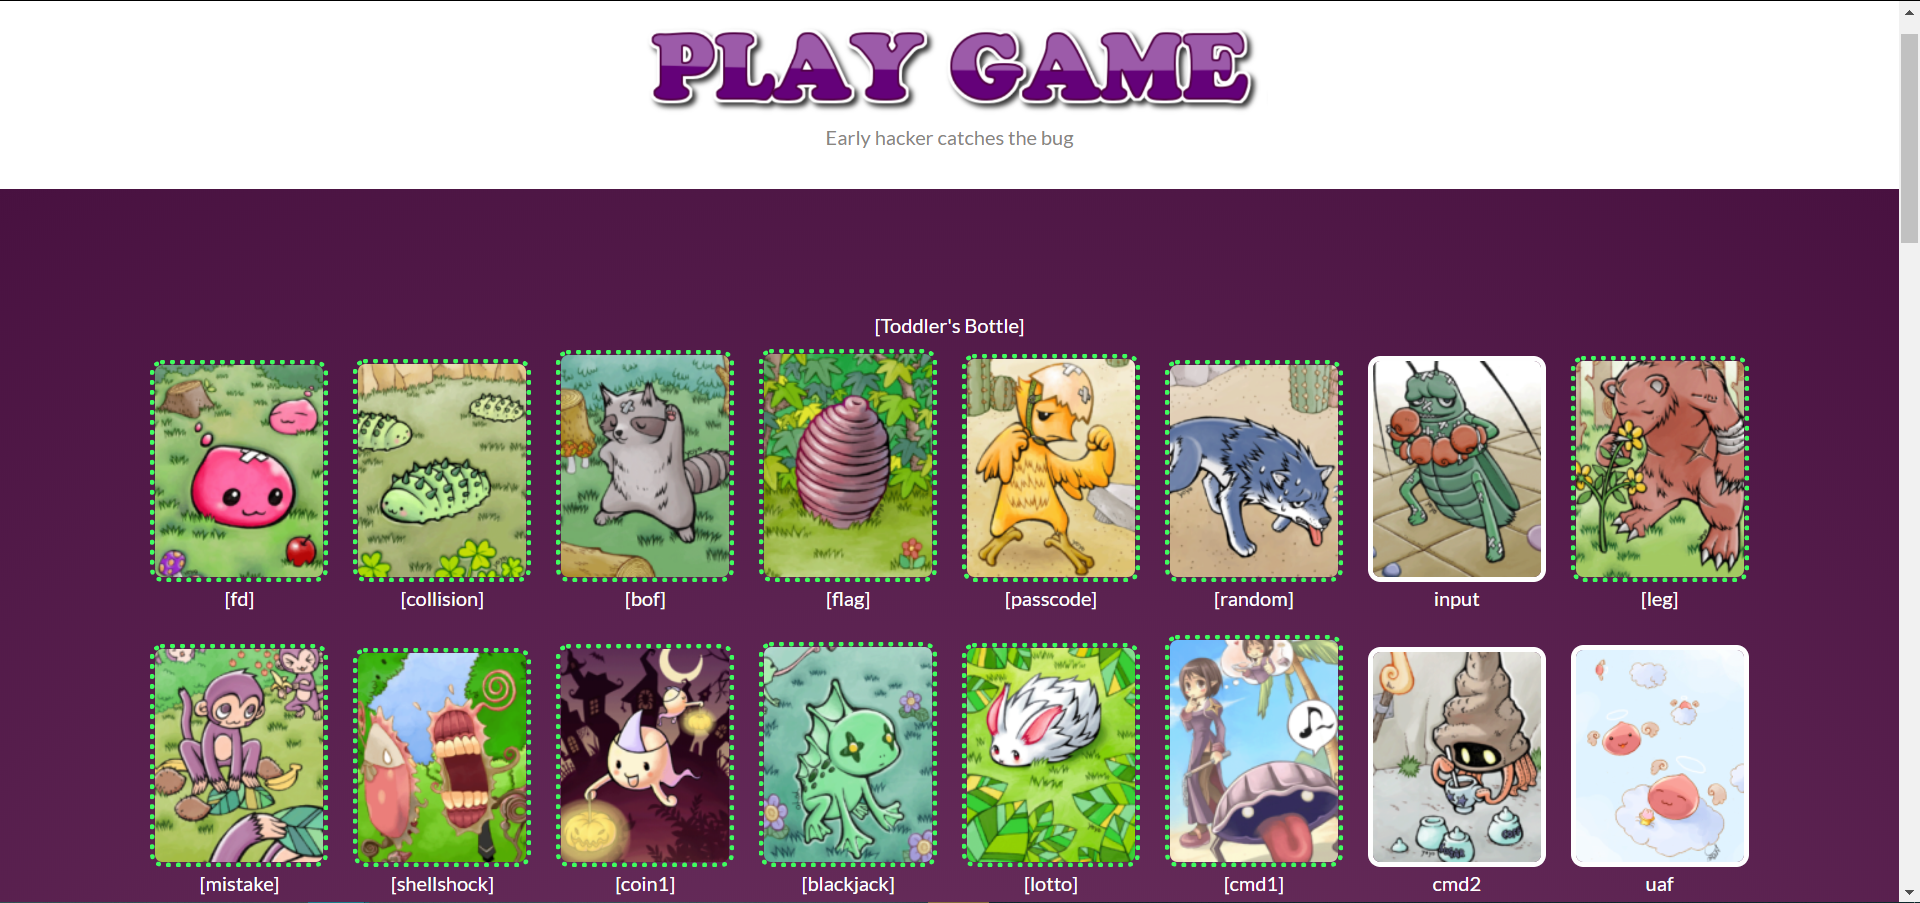 PLAY GAME
Early hacker catches the bug
[Toddler's Bottle]
[fd] [collision] [bof] [flag] [passcode] [random] input [leg]
[mistake] [shellshock] [coin1] [blackjack] [lotto] [cmd1] cmd2 uaf